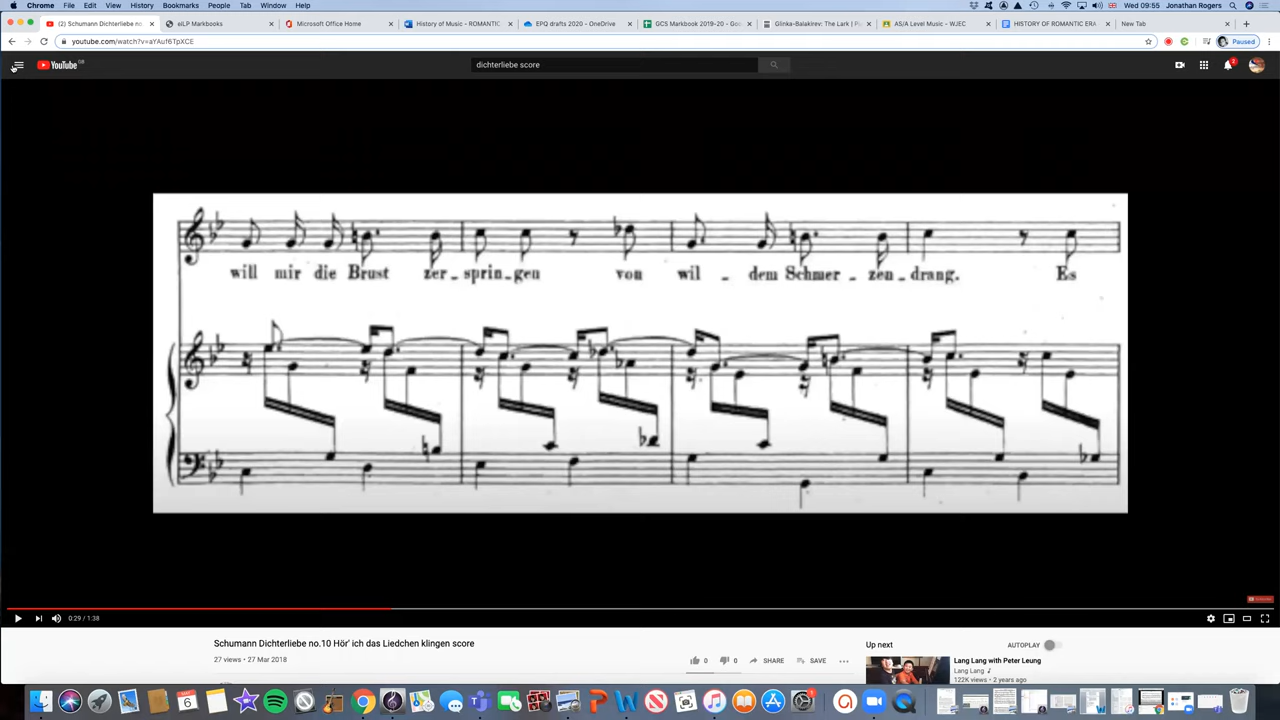 Chrome File Edit View History Bookmarks People Tab Window Help
Wed 09:55 Jonathan Rogers
(2) Schumann Dichterliebe no
eILP Markbooks
Microsoft Office Home
History of Music - ROMANTIC
EPQ drafts 2020 - OneDrive
GCS Markbook 2019-20 - Goo
Glinka-Balakirev: The Lark | P
AS/A Level Music - WJEC
HISTORY OF ROMANTIC ERA
New Tab
youtube.com/watch?v=aYAuf6TpXCE
Paused
YouTube GB
dichterliebe score
2
will mir die Brust zer - sprin - gen von wil - dem Schmer - zen - drang. Es
0:29 / 1:38
Schumann Dichterliebe no.10 Hör' ich das Liedchen klingen score
27 views • 27 Mar 2018
0 0 SHARE SAVE
Up next
AUTOPLAY
Lang Lang with Peter Leung
Lang Lang
122K views • 2 years ago
6